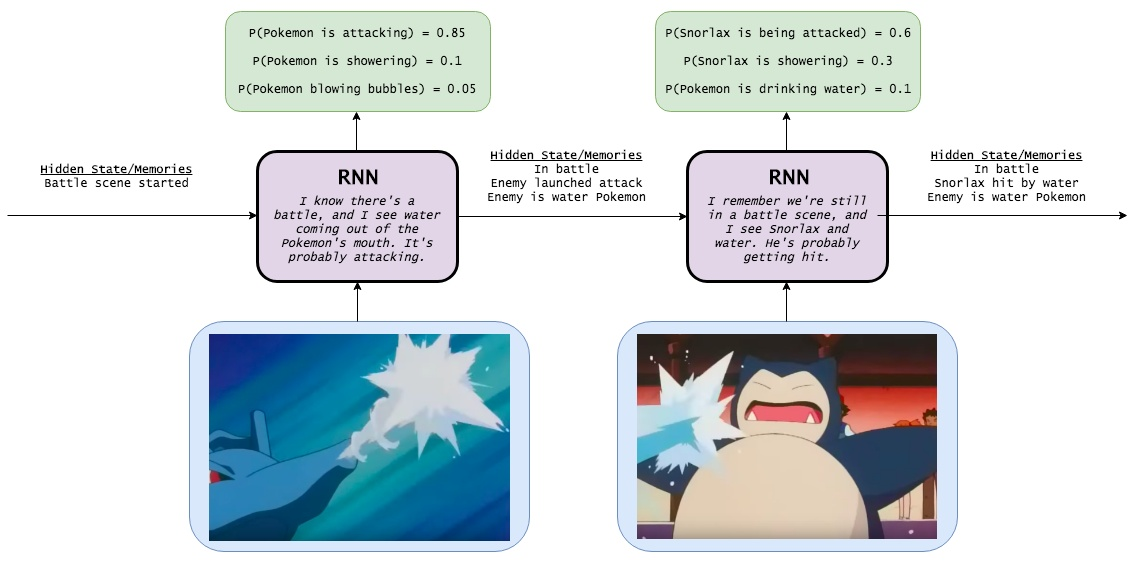 P(Pokemon is attacking) = 0.85
P(Pokemon is showering) = 0.1
P(Pokemon blowing bubbles) = 0.05
P(Snorlax is being attacked) = 0.6
P(Snorlax is showering) = 0.3
P(Pokemon is drinking water) = 0.1
Hidden State/Memories
Battle scene started
RNN
I know there's a
battle, and I see water
coming out of the
Pokemon's mouth. It's
probably attacking.
Hidden State/Memories
In battle
Enemy launched attack
Enemy is water Pokemon
RNN
I remember we're still
in a battle scene, and
I see Snorlax and
water. He's probably
getting hit.
Hidden State/Memories
In battle
Snorlax hit by water
Enemy is water Pokemon